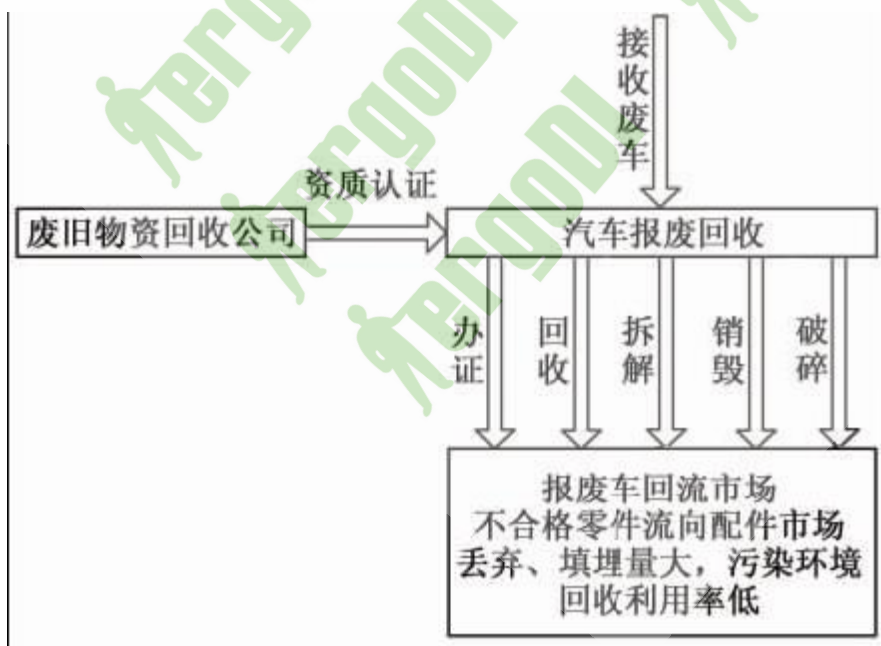 接收废车
资质认证
废旧物资回收公司
汽车报废回收
办证
回收
拆解
销毁
破碎
报废车回流市场
不合格零件流向配件市场
丢弃、填埋量大，污染环境
回收利用率低
TergoDI
TergoDI
TergoDI